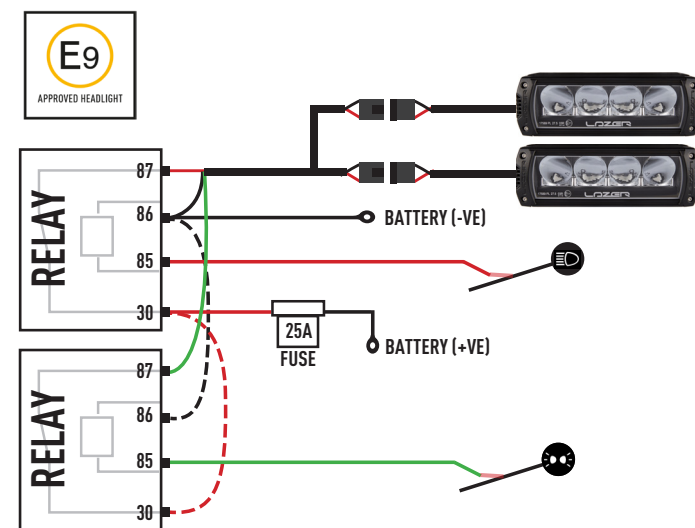 E9
APPROVED HEADLIGHT
LAZER
LAZER
RELAY
87
86
85
30
BATTERY (-VE)
25A
FUSE
BATTERY (+VE)
RELAY
87
86
85
30